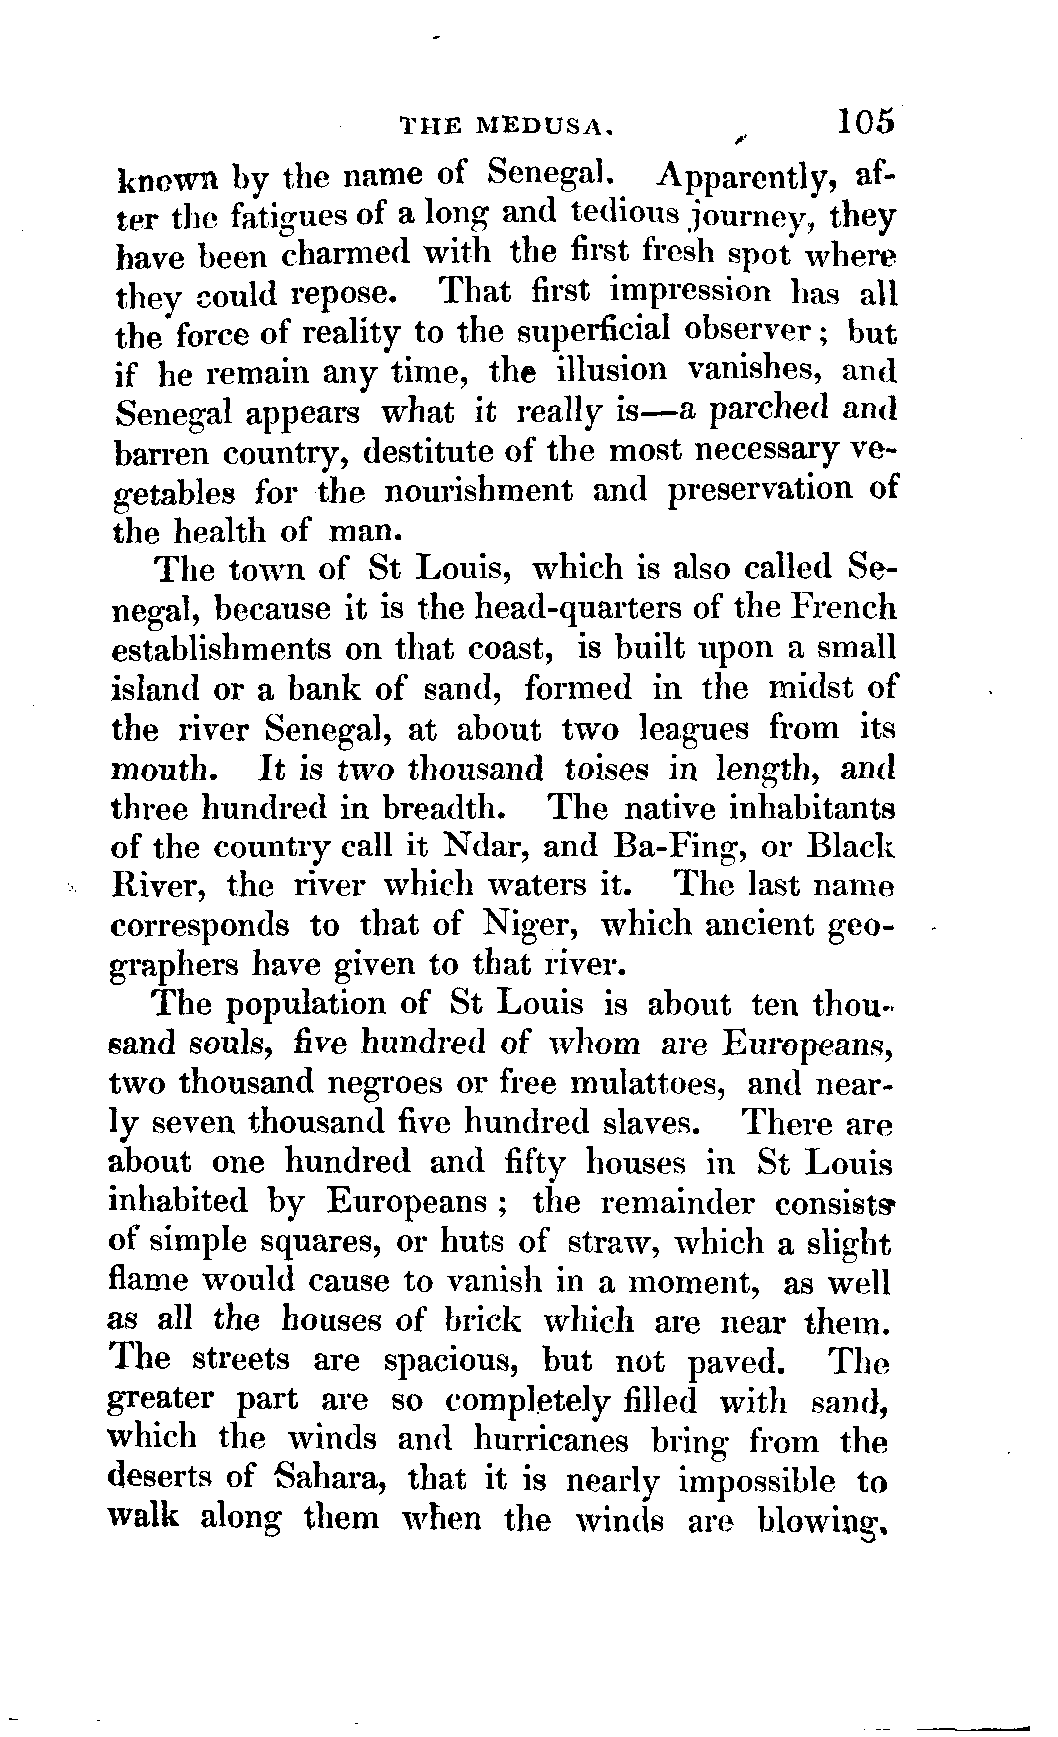 THE MEDUSA. 105
known by the name of Senegal. Apparently, af-
ter the fatigues of a long and tedious journey, they
have been charmed with the first fresh spot where
they could repose. That first impression has all
the force of reality to the superficial observer; but
if he remain any time, the illusion vanishes, and
Senegal appears what it really is—a parched and
barren country, destitute of the most necessary ve-
getables for the nourishment and preservation of
the health of man.
The town of St Louis, which is also called Se-
negal, because it is the head-quarters of the French
establishments on that coast, is built upon a small
island or a bank of sand, formed in the midst of
the river Senegal, at about two leagues from its
mouth. It is two thousand toises in length, and
three hundred in breadth. The native inhabitants
of the country call it Ndar, and Ba-Fing, or Black
River, the river which waters it. The last name
corresponds to that of Niger, which ancient geo-
graphers have given to that river.
The population of St Louis is about ten thou-
sand souls, five hundred of whom are Europeans,
two thousand negroes or free mulattoes, and near-
ly seven thousand five hundred slaves. There are
about one hundred and fifty houses in St Louis
inhabited by Europeans; the remainder consists
of simple squares, or huts of straw, which a slight
flame would cause to vanish in a moment, as well
as all the houses of brick which are near them.
The streets are spacious, but not paved. The
greater part are so completely filled with sand,
which the winds and hurricanes bring from the
deserts of Sahara, that it is nearly impossible to
walk along them when the winds are blowing.